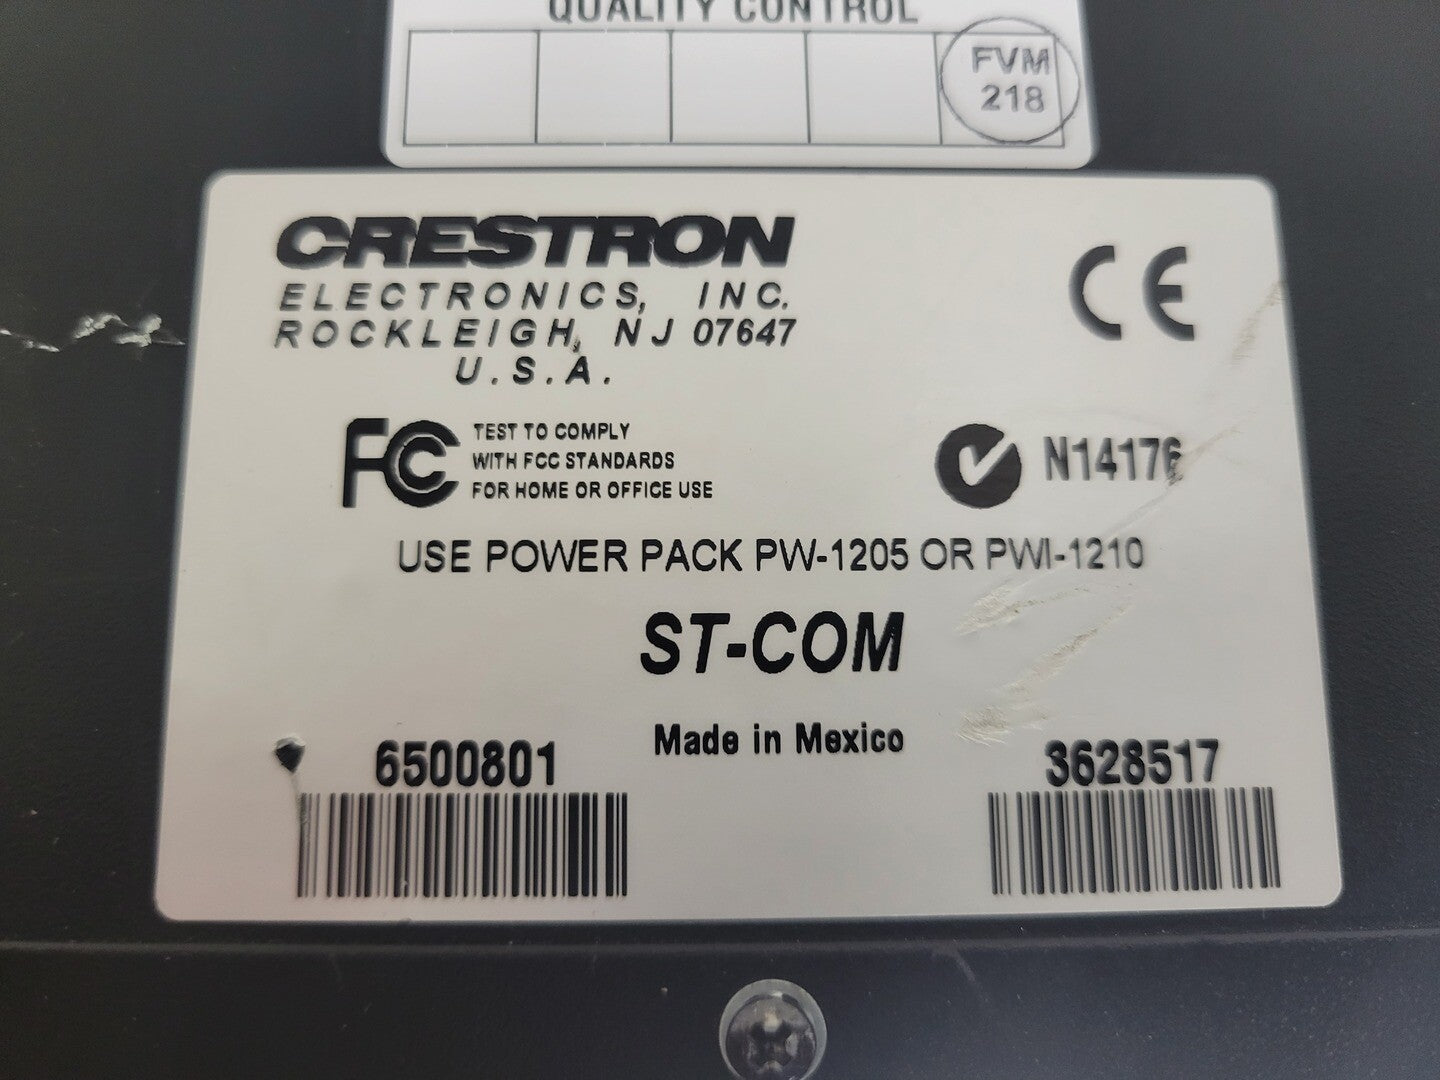 QUALITY CONTROL
FVM
218
CRESTRON
ELECTRONICS, INC.
ROCKLEIGH, NJ 07647
U.S.A.
CE
FC TEST TO COMPLY
WITH FCC STANDARDS
FOR HOME OR OFFICE USE
N14176
USE POWER PACK PW-1205 OR PWI-1210
ST-COM
Made in Mexico
6500801
3628517